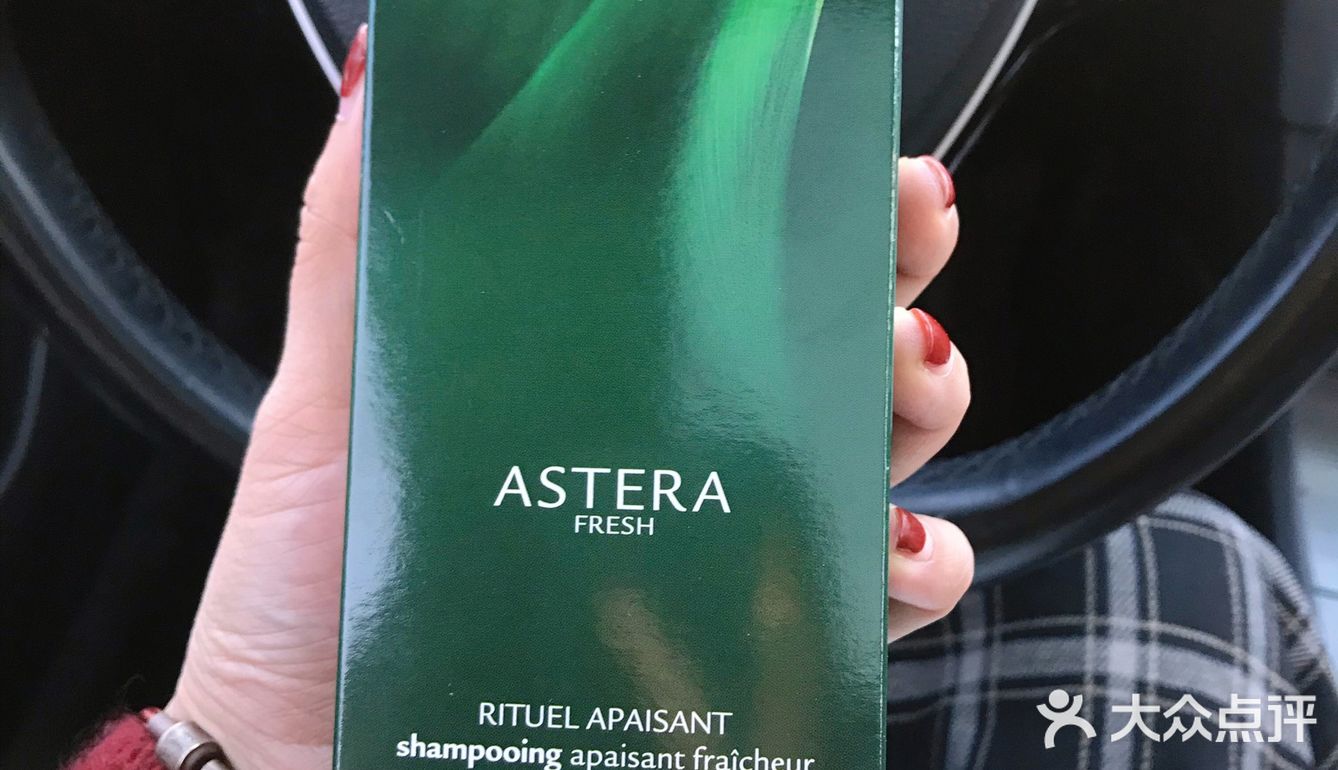 ASTERA
FRESH
RITUEL APAISANT
shampooing apaisant fraîcheur
大众点评